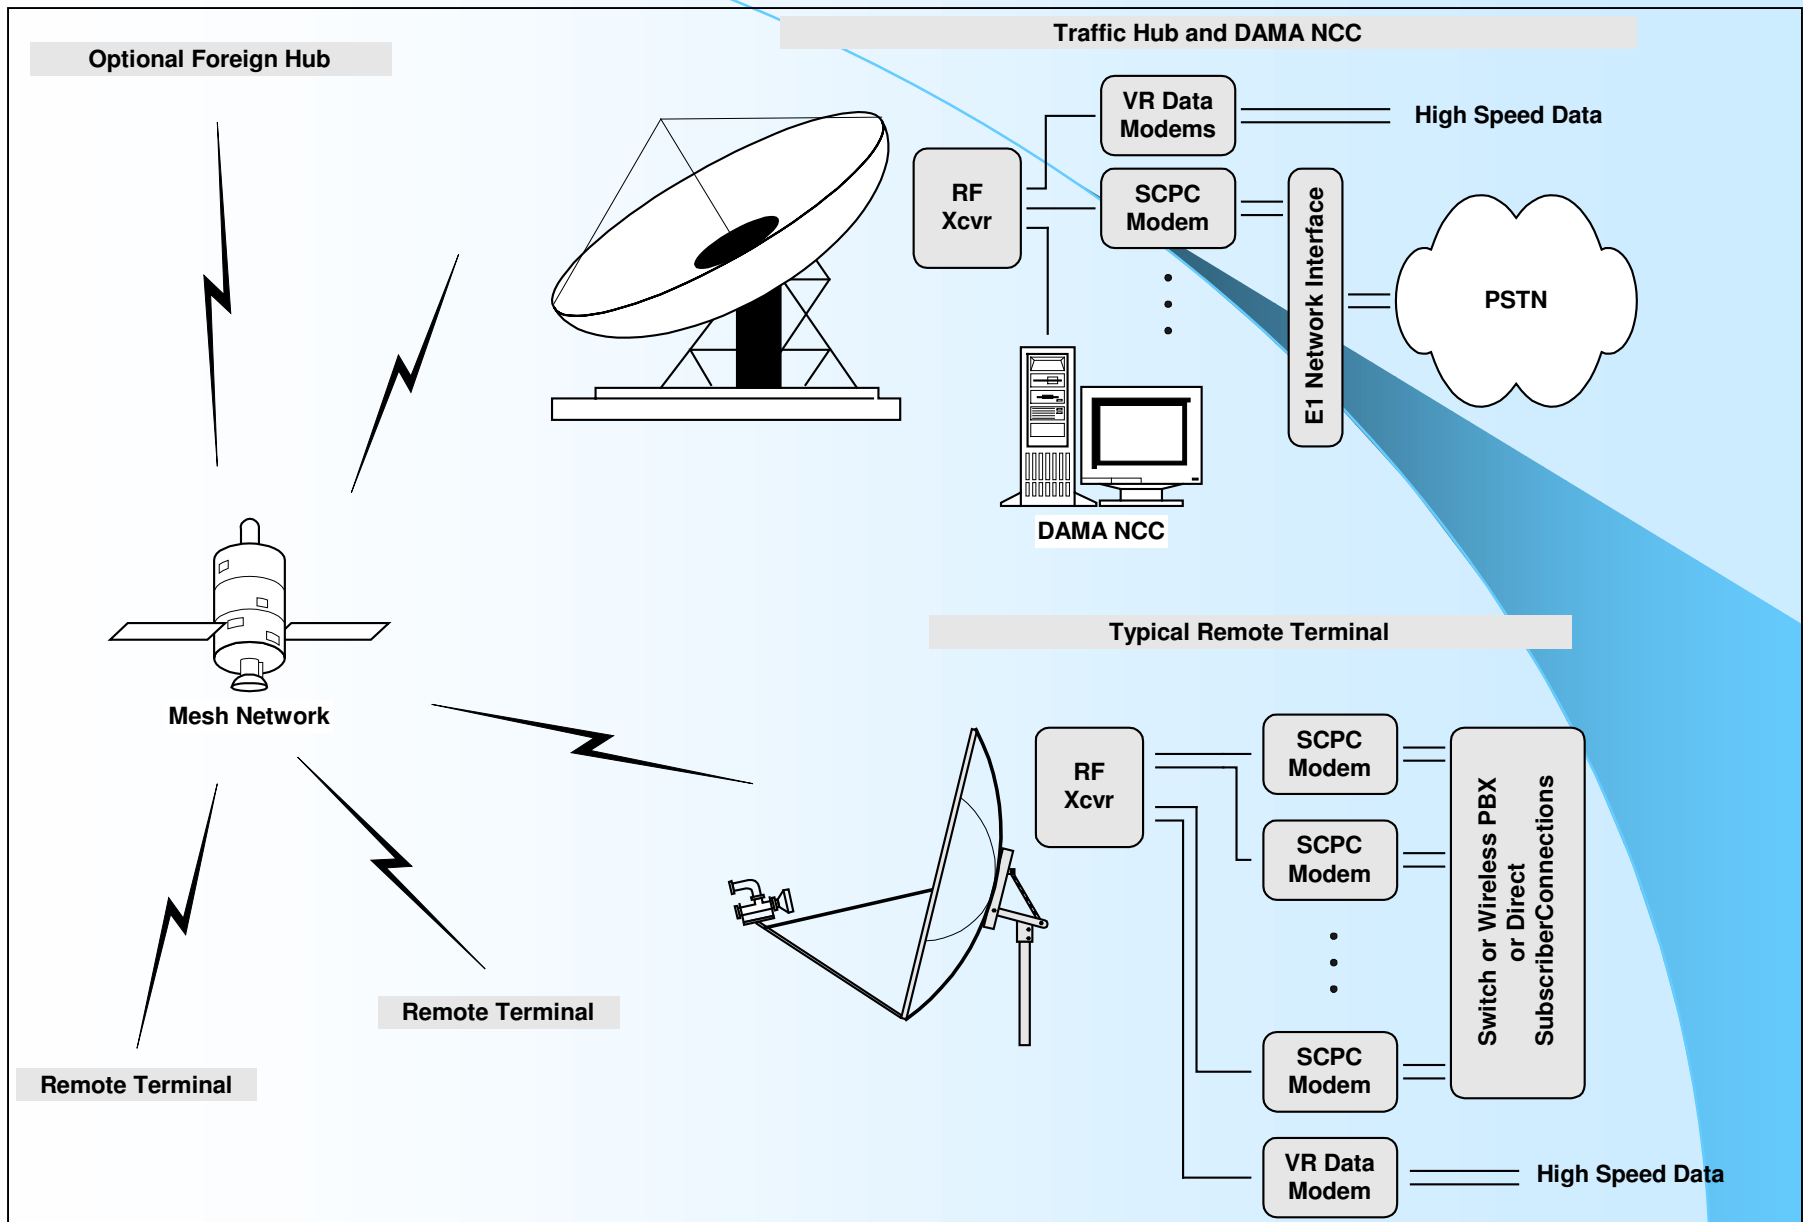 Traffic Hub and DAMA NCC
Optional Foreign Hub
VR Data
Modems
High Speed Data
RF
Xcvr
SCPC
Modem
E1 Network Interface
PSTN
DAMA NCC
Typical Remote Terminal
Mesh Network
RF
Xcvr
SCPC
Modem
SCPC
Modem
Switch or Wireless PBX
or Direct
SubscriberConnections
Remote Terminal
SCPC
Modem
Remote Terminal
VR Data
Modem
High Speed Data